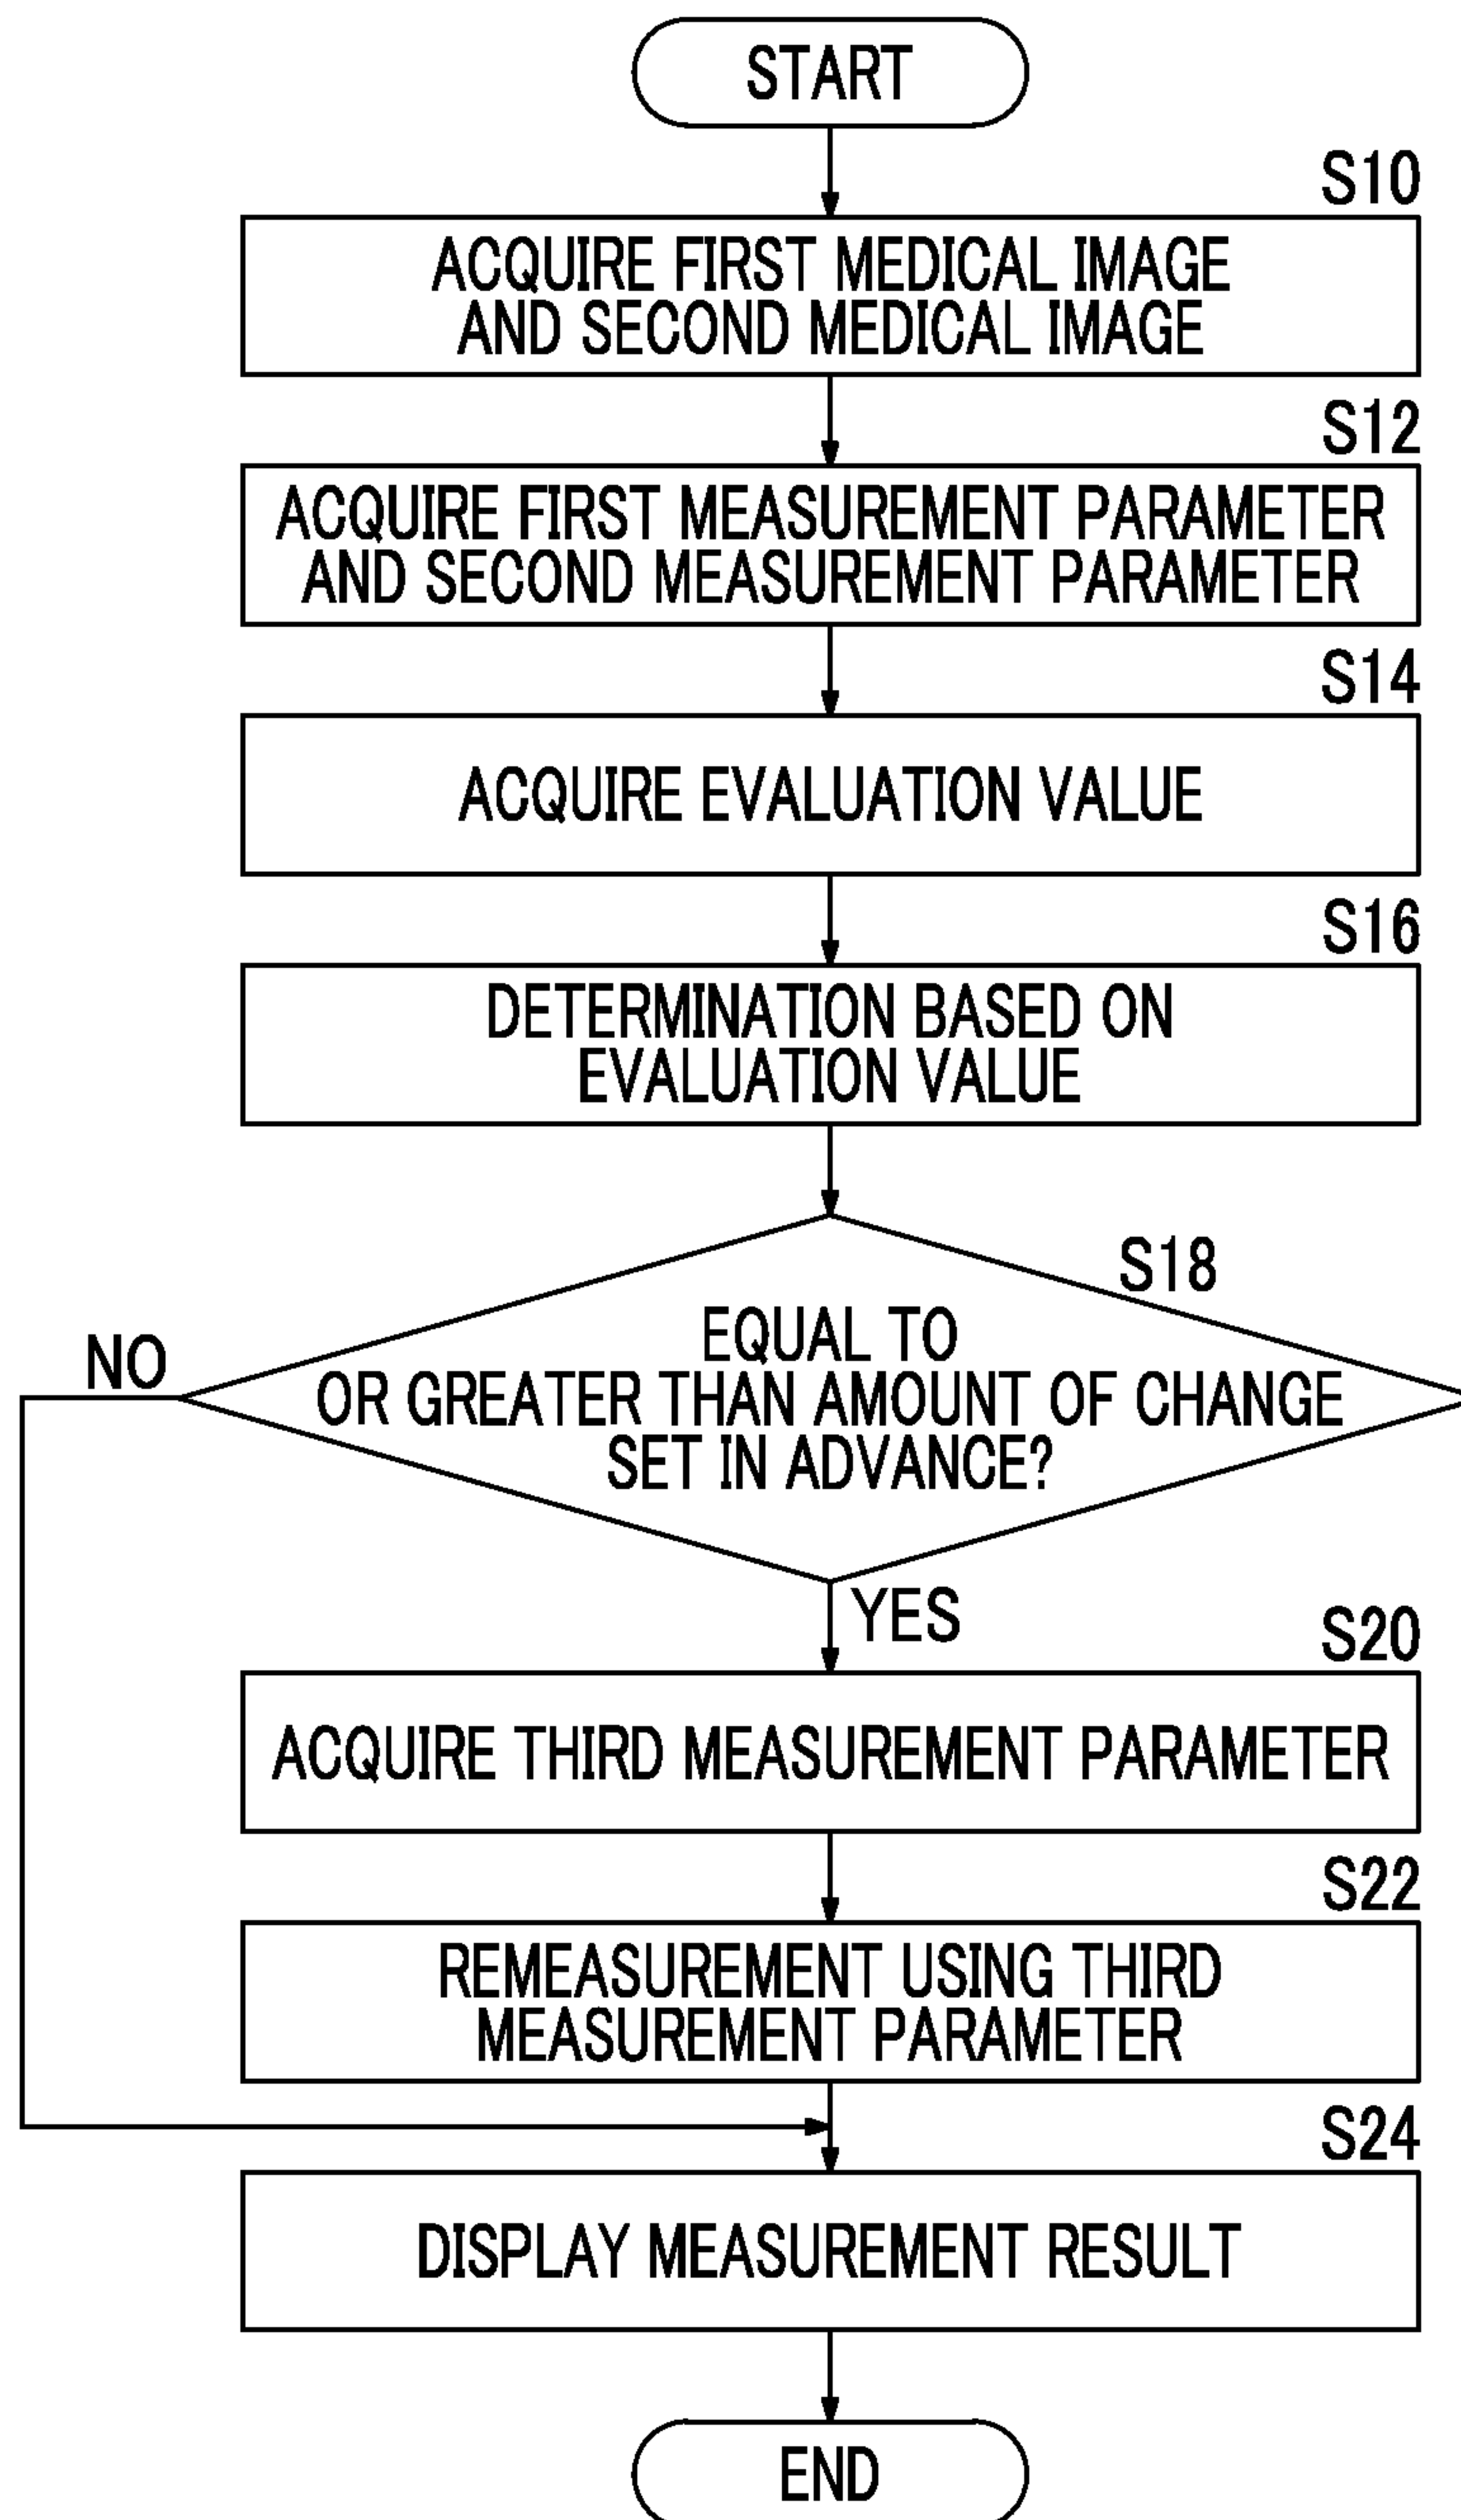 START
S10
ACQUIRE FIRST MEDICAL IMAGE
AND SECOND MEDICAL IMAGE
S12
ACQUIRE FIRST MEASUREMENT PARAMETER
AND SECOND MEASUREMENT PARAMETER
S14
ACQUIRE EVALUATION VALUE
S16
DETERMINATION BASED ON
EVALUATION VALUE
S18
EQUAL TO
OR GREATER THAN AMOUNT OF CHANGE
SET IN ADVANCE?
NO
YES
S20
ACQUIRE THIRD MEASUREMENT PARAMETER
S22
REMEASUREMENT USING THIRD
MEASUREMENT PARAMETER
S24
DISPLAY MEASUREMENT RESULT
END